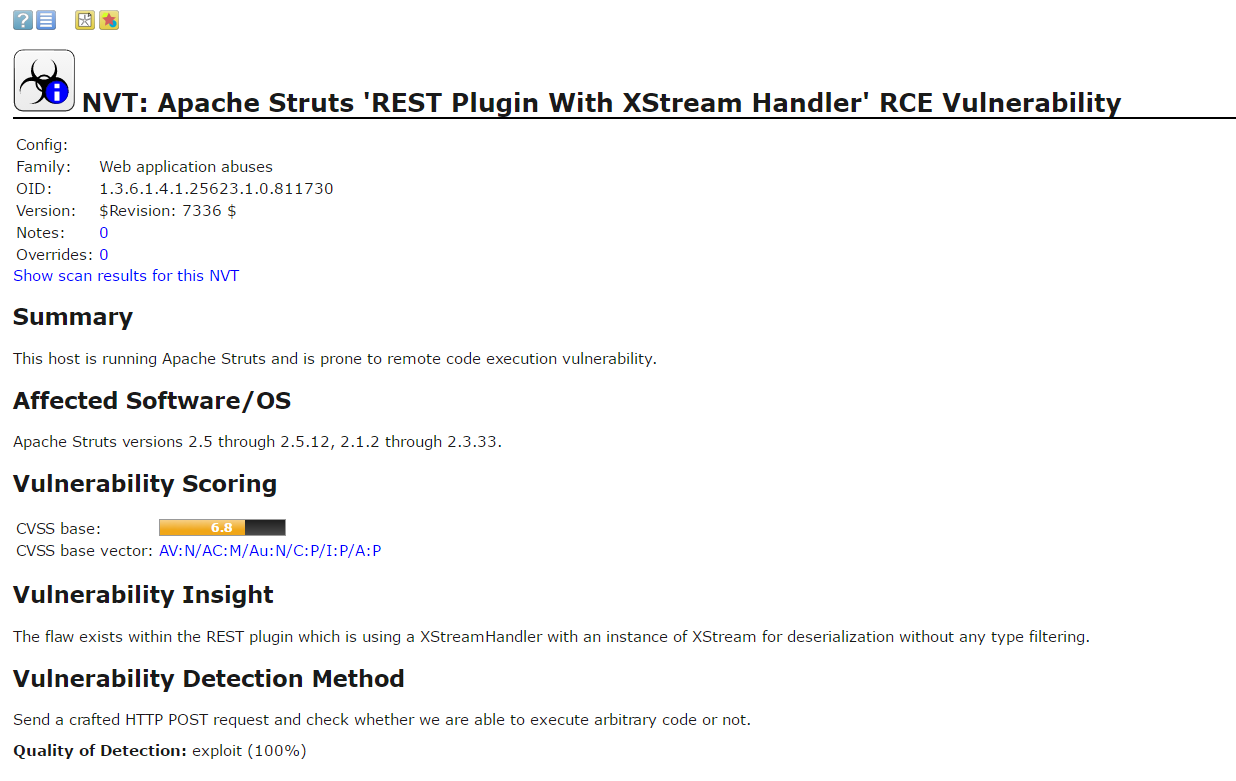 NVT: Apache Struts 'REST Plugin With XStream Handler' RCE Vulnerability
Config:
Family: Web application abuses
OID: 1.3.6.1.4.1.25623.1.0.811730
Version: $Revision: 7336 $
Notes: 0
Overrides: 0
Show scan results for this NVT
Summary
This host is running Apache Struts and is prone to remote code execution vulnerability.
Affected Software/OS
Apache Struts versions 2.5 through 2.5.12, 2.1.2 through 2.3.33.
Vulnerability Scoring
CVSS base: 6.8
CVSS base vector: AV:N/AC:M/Au:N/C:P/I:P/A:P
Vulnerability Insight
The flaw exists within the REST plugin which is using a XStreamHandler with an instance of XStream for deserialization without any type filtering.
Vulnerability Detection Method
Send a crafted HTTP POST request and check whether we are able to execute arbitrary code or not.
Quality of Detection: exploit (100%)